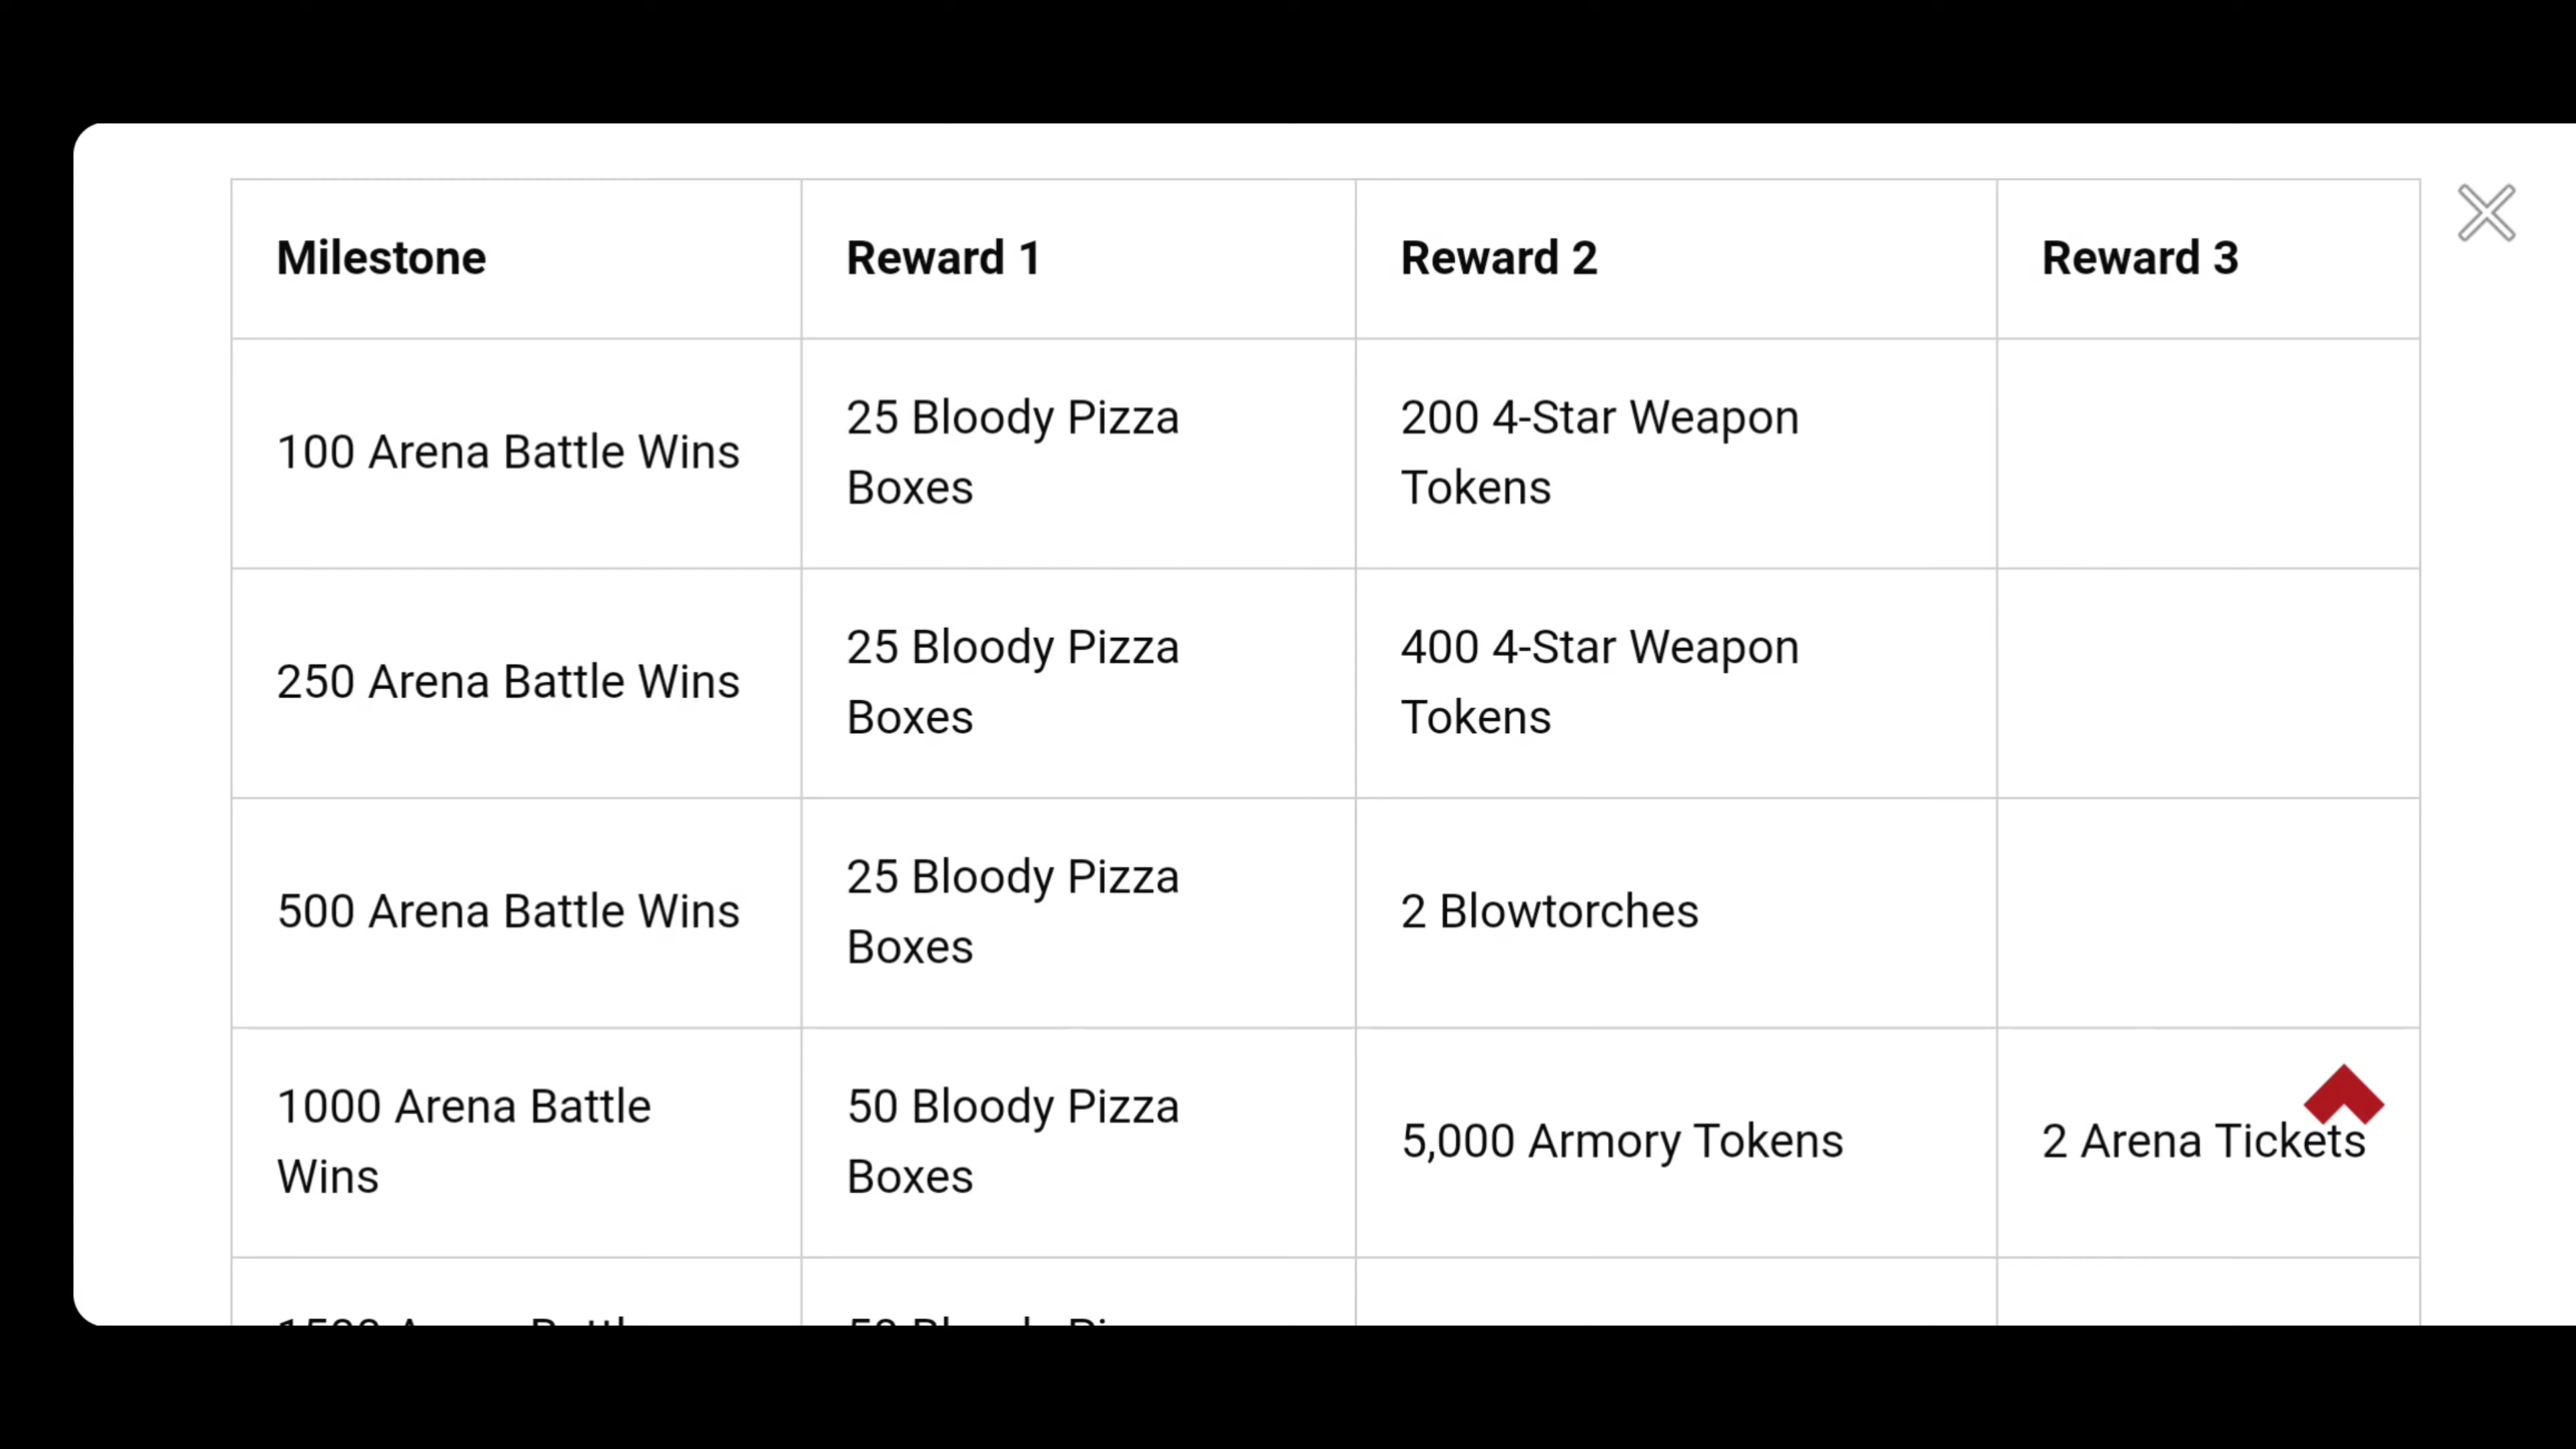 Milestone
Reward 1
Reward 2
Reward 3
100 Arena Battle Wins
25 Bloody Pizza
Boxes
200 4-Star Weapon
Tokens
250 Arena Battle Wins
25 Bloody Pizza
Boxes
400 4-Star Weapon
Tokens
500 Arena Battle Wins
25 Bloody Pizza
Boxes
2 Blowtorches
1000 Arena Battle
Wins
50 Bloody Pizza
Boxes
5,000 Armory Tokens
2 Arena Tickets